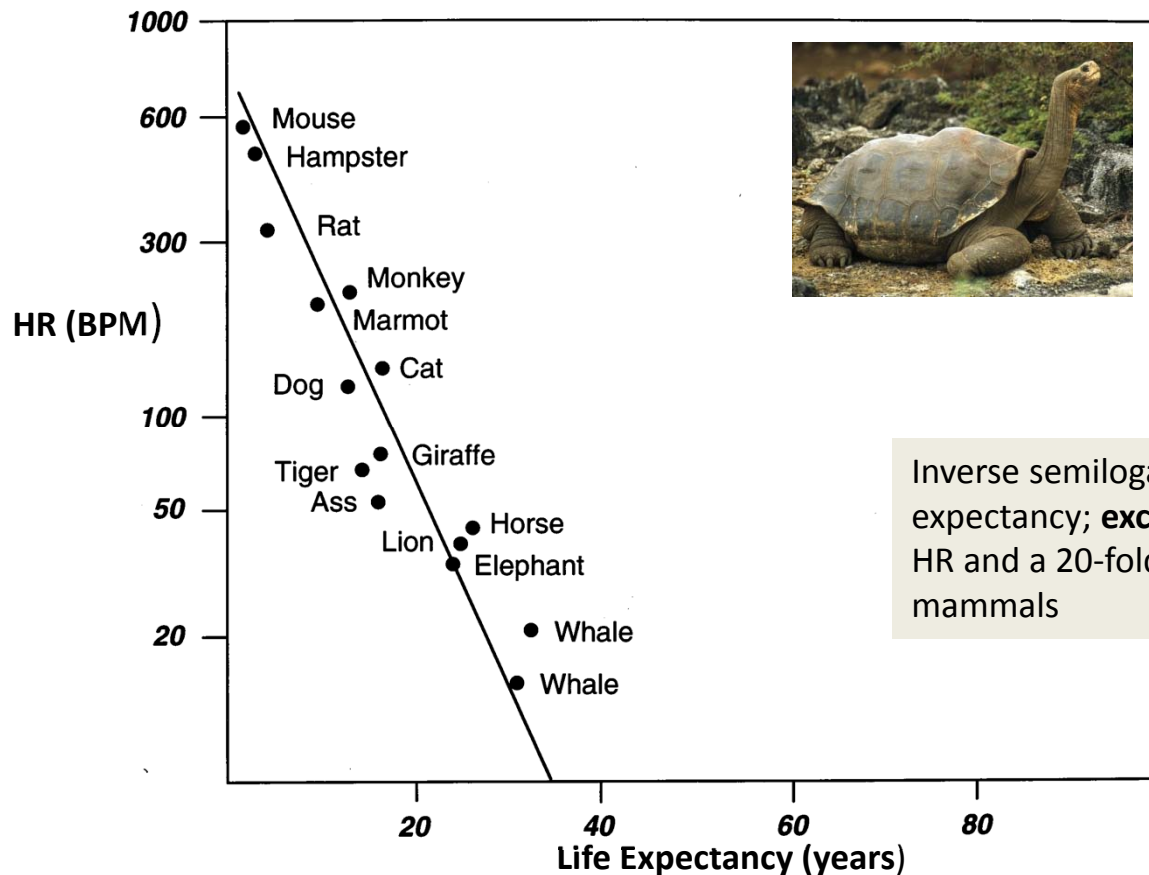 1000
600
300
100
50
20
HR (BPM)
Mouse
Hampster
Rat
Monkey
Marmot
Cat
Dog
Giraffe
Tiger
Ass
Horse
Lion
Elephant
Whale
Whale
Inverse semiloga
expectancy; exc
HR and a 20-fold
mammals
20
40
60
80
Life Expectancy (years)